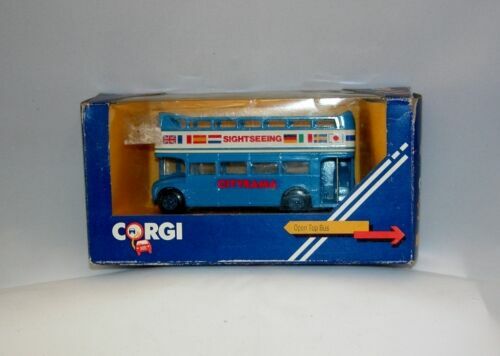 SIGHTSEEING
CITYRAMA
CORGI
Open Top Bus